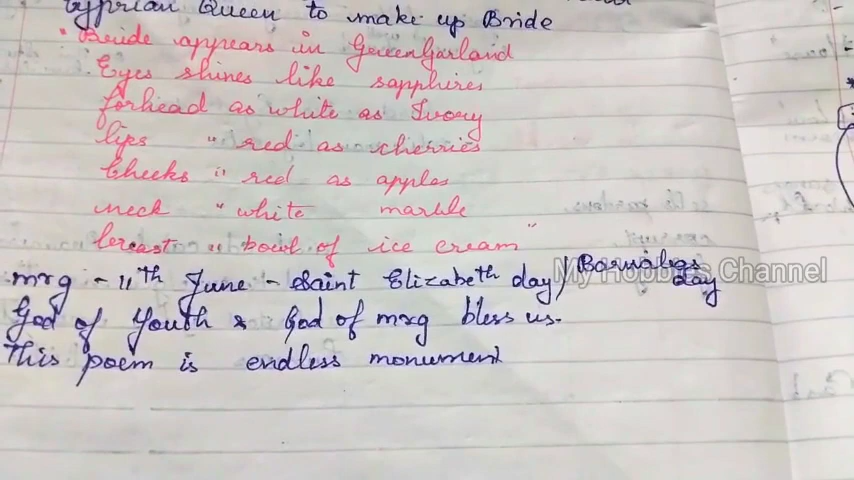 Cyprian Queen to make up Bride
"Bride appears in GreenGarland
Eyes shines like sapphires
forhead as white as Ivory
lips " red as cherries
Cheeks " red as apples
neck " white marble
breast " bowl of ice cream"
mrg - 11th June - Saint Elizabeth day / Barnabas day
God of Youth & God of mrg bless us.
This poem is endless monument
My Hobbies Channel